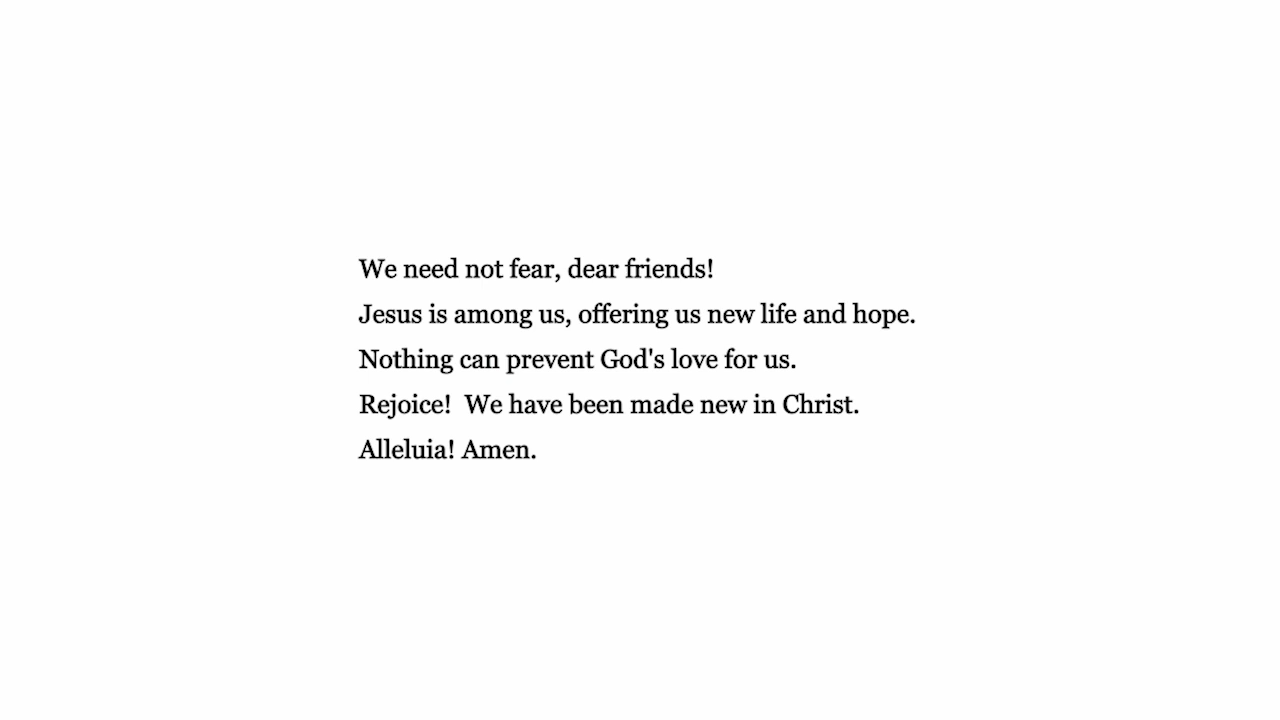 We need not fear, dear friends!
Jesus is among us, offering us new life and hope.
Nothing can prevent God's love for us.
Rejoice!  We have been made new in Christ.
Alleluia! Amen.